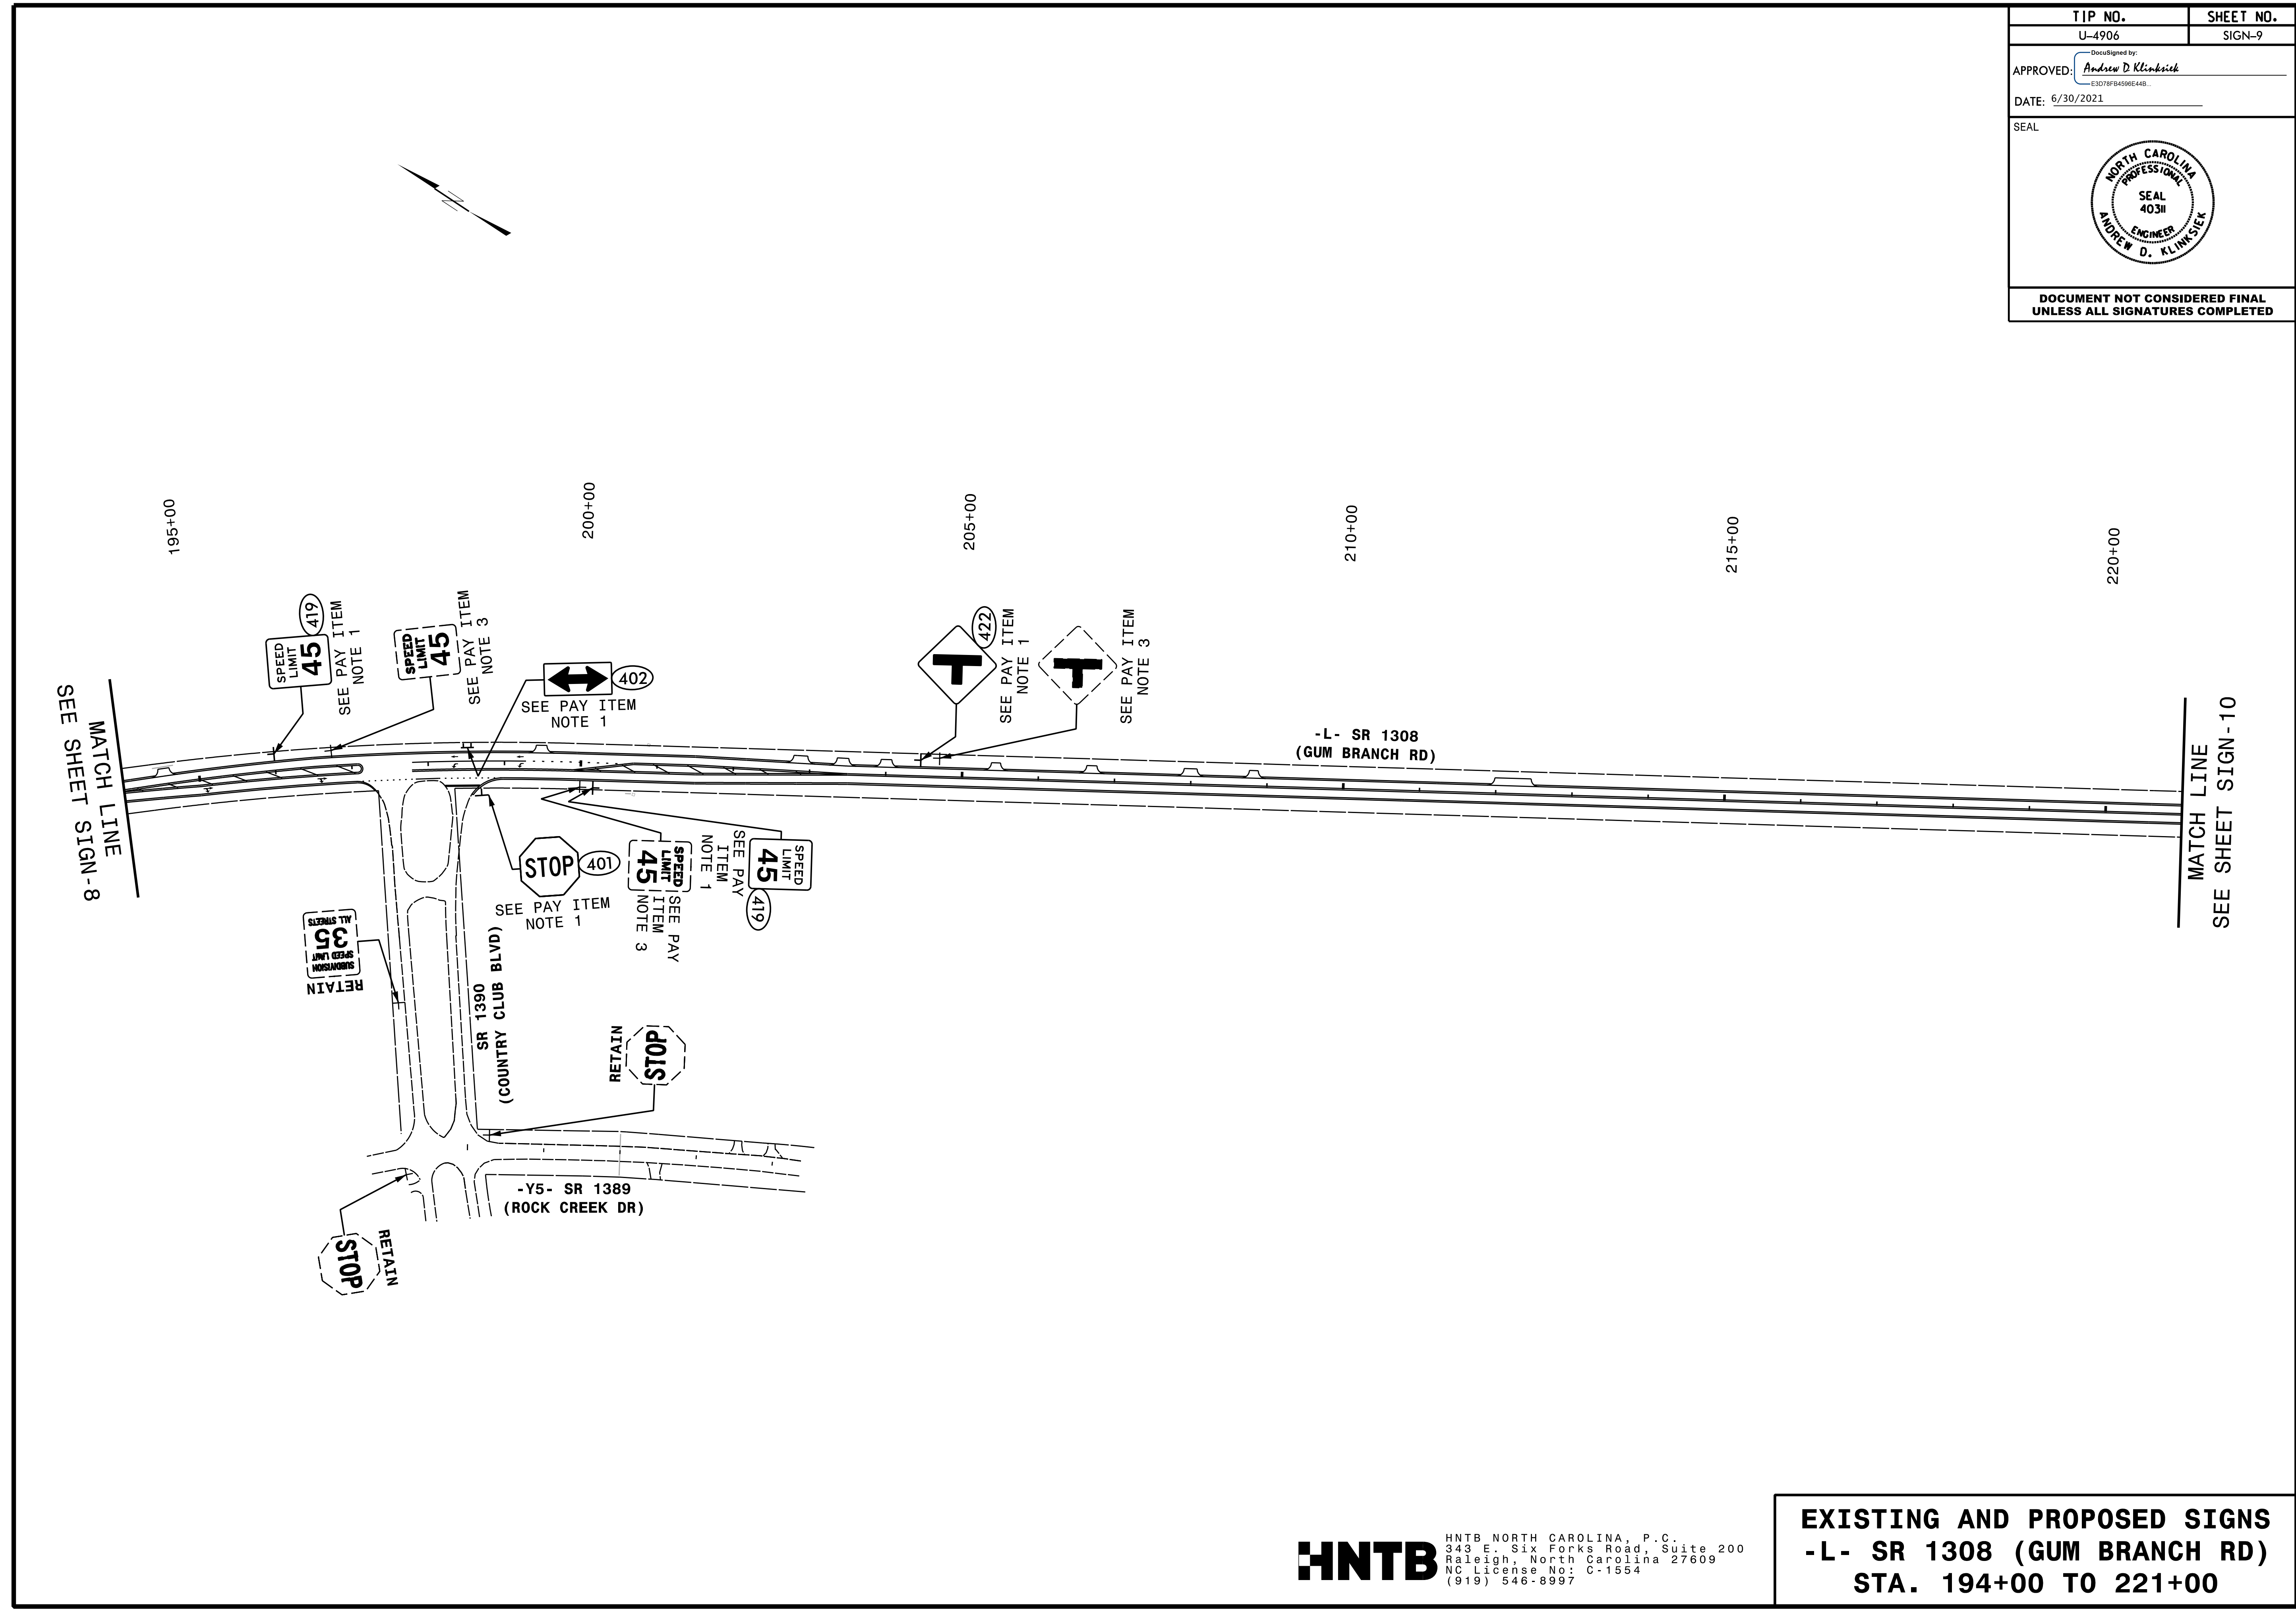 TIP NO.
SHEET NO.
U-4906
SIGN-9
DocuSigned by:
APPROVED: Andrew D. Klinksiek
E3D78FB4596E44B...
DATE: 6/30/2021
SEAL
NORTH CAROLINA
PROFESSIONAL
SEAL
40311
ENGINEER
ANDREW D. KLINKSIEK
DOCUMENT NOT CONSIDERED FINAL
UNLESS ALL SIGNATURES COMPLETED
N
195+00
200+00
205+00
210+00
215+00
220+00
MATCH LINE
SEE SHEET SIGN-8
SPEED
LIMIT
45
419
SEE PAY ITEM
NOTE 1
SPEED
LIMIT
45
SEE PAY ITEM
NOTE 3
402
SEE PAY ITEM
NOTE 1
422
SEE PAY ITEM
NOTE 1
SEE PAY ITEM
NOTE 3
-L- SR 1308
(GUM BRANCH RD)
MATCH LINE
SEE SHEET SIGN-10
STOP
401
SEE PAY ITEM
NOTE 1
SPEED
LIMIT
45
SEE PAY
ITEM
NOTE 3
SPEED
LIMIT
45
419
SEE PAY
ITEM
NOTE 1
SUBDIVISION
SPEED LIMIT
35
ALL STREETS
RETAIN
SR 1390
(COUNTRY CLUB BLVD)
RETAIN
STOP
-Y5- SR 1389
(ROCK CREEK DR)
STOP
RETAIN
HNTB
HNTB NORTH CAROLINA, P.C.
343 E. Six Forks Road, Suite 200
Raleigh, North Carolina 27609
NC License No: C-1554
(919) 546-8997
EXISTING AND PROPOSED SIGNS
-L- SR 1308 (GUM BRANCH RD)
STA. 194+00 TO 221+00